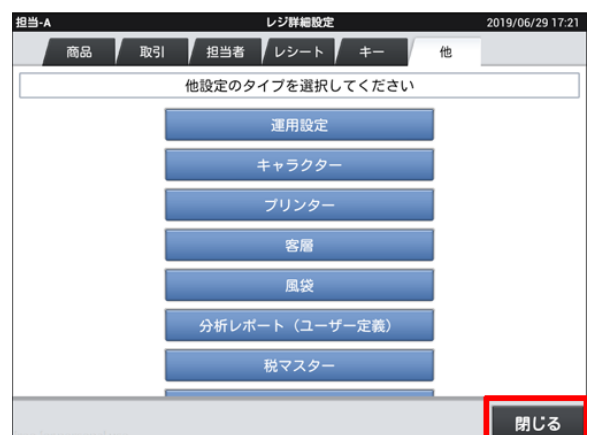 担当-A レジ詳細設定 2019/06/29 17:21
商品 取引 担当者 レシート キー 他
他設定のタイプを選択してください
運用設定
キャラクター
プリンター
客層
風袋
分析レポート（ユーザー定義）
税マスター
閉じる